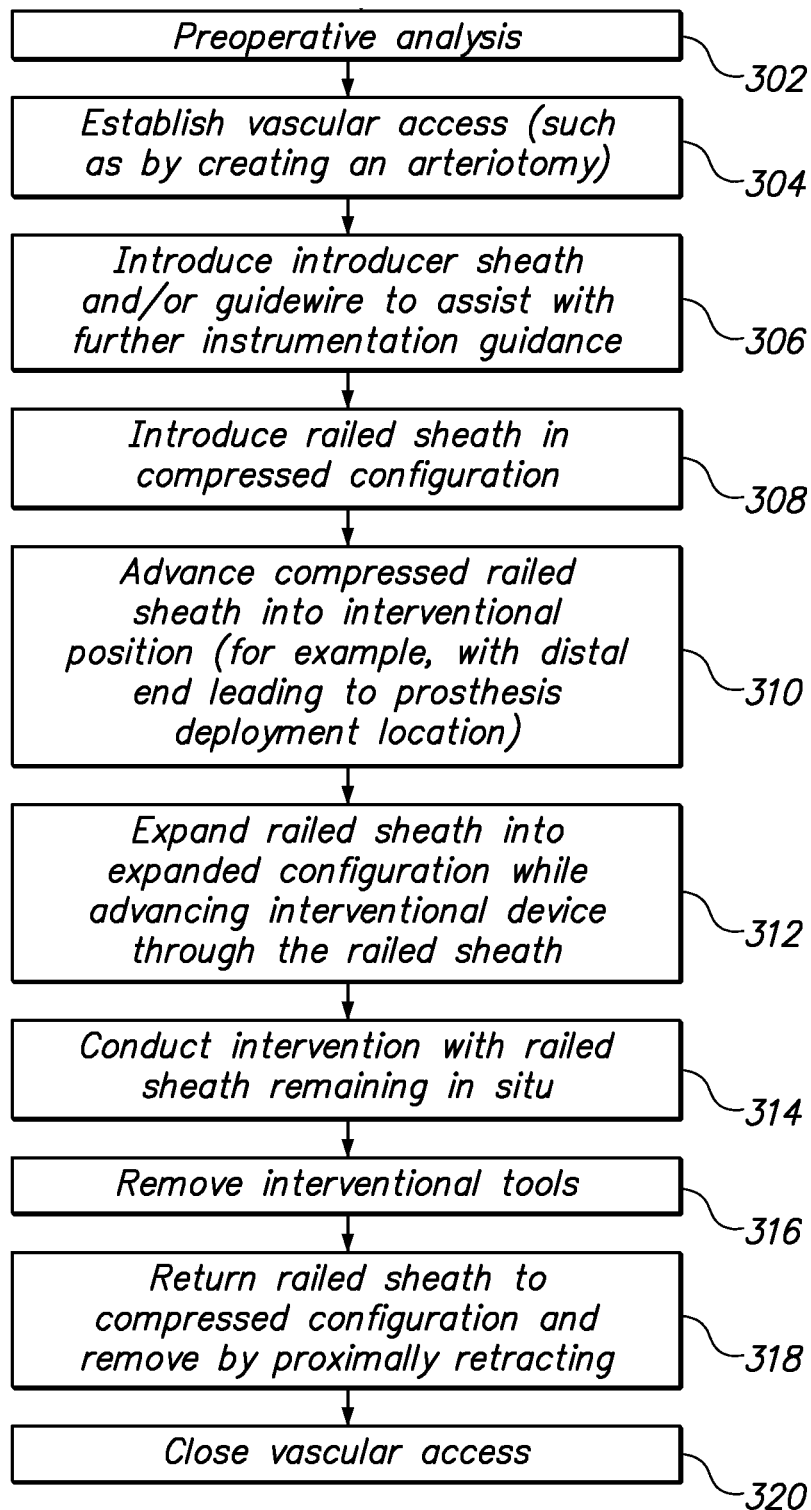 Preoperative analysis
302
Establish vascular access (such
as by creating an arteriotomy)
304
Introduce introducer sheath
and/or guidewire to assist with
further instrumentation guidance
306
Introduce railed sheath in
compressed configuration
308
Advance compressed railed
sheath into interventional
position (for example, with distal
end leading to prosthesis
deployment location)
310
Expand railed sheath into
expanded configuration while
advancing interventional device
through the railed sheath
312
Conduct intervention with railed
sheath remaining in situ
314
Remove interventional tools
316
Return railed sheath to
compressed configuration and
remove by proximally retracting
318
Close vascular access
320